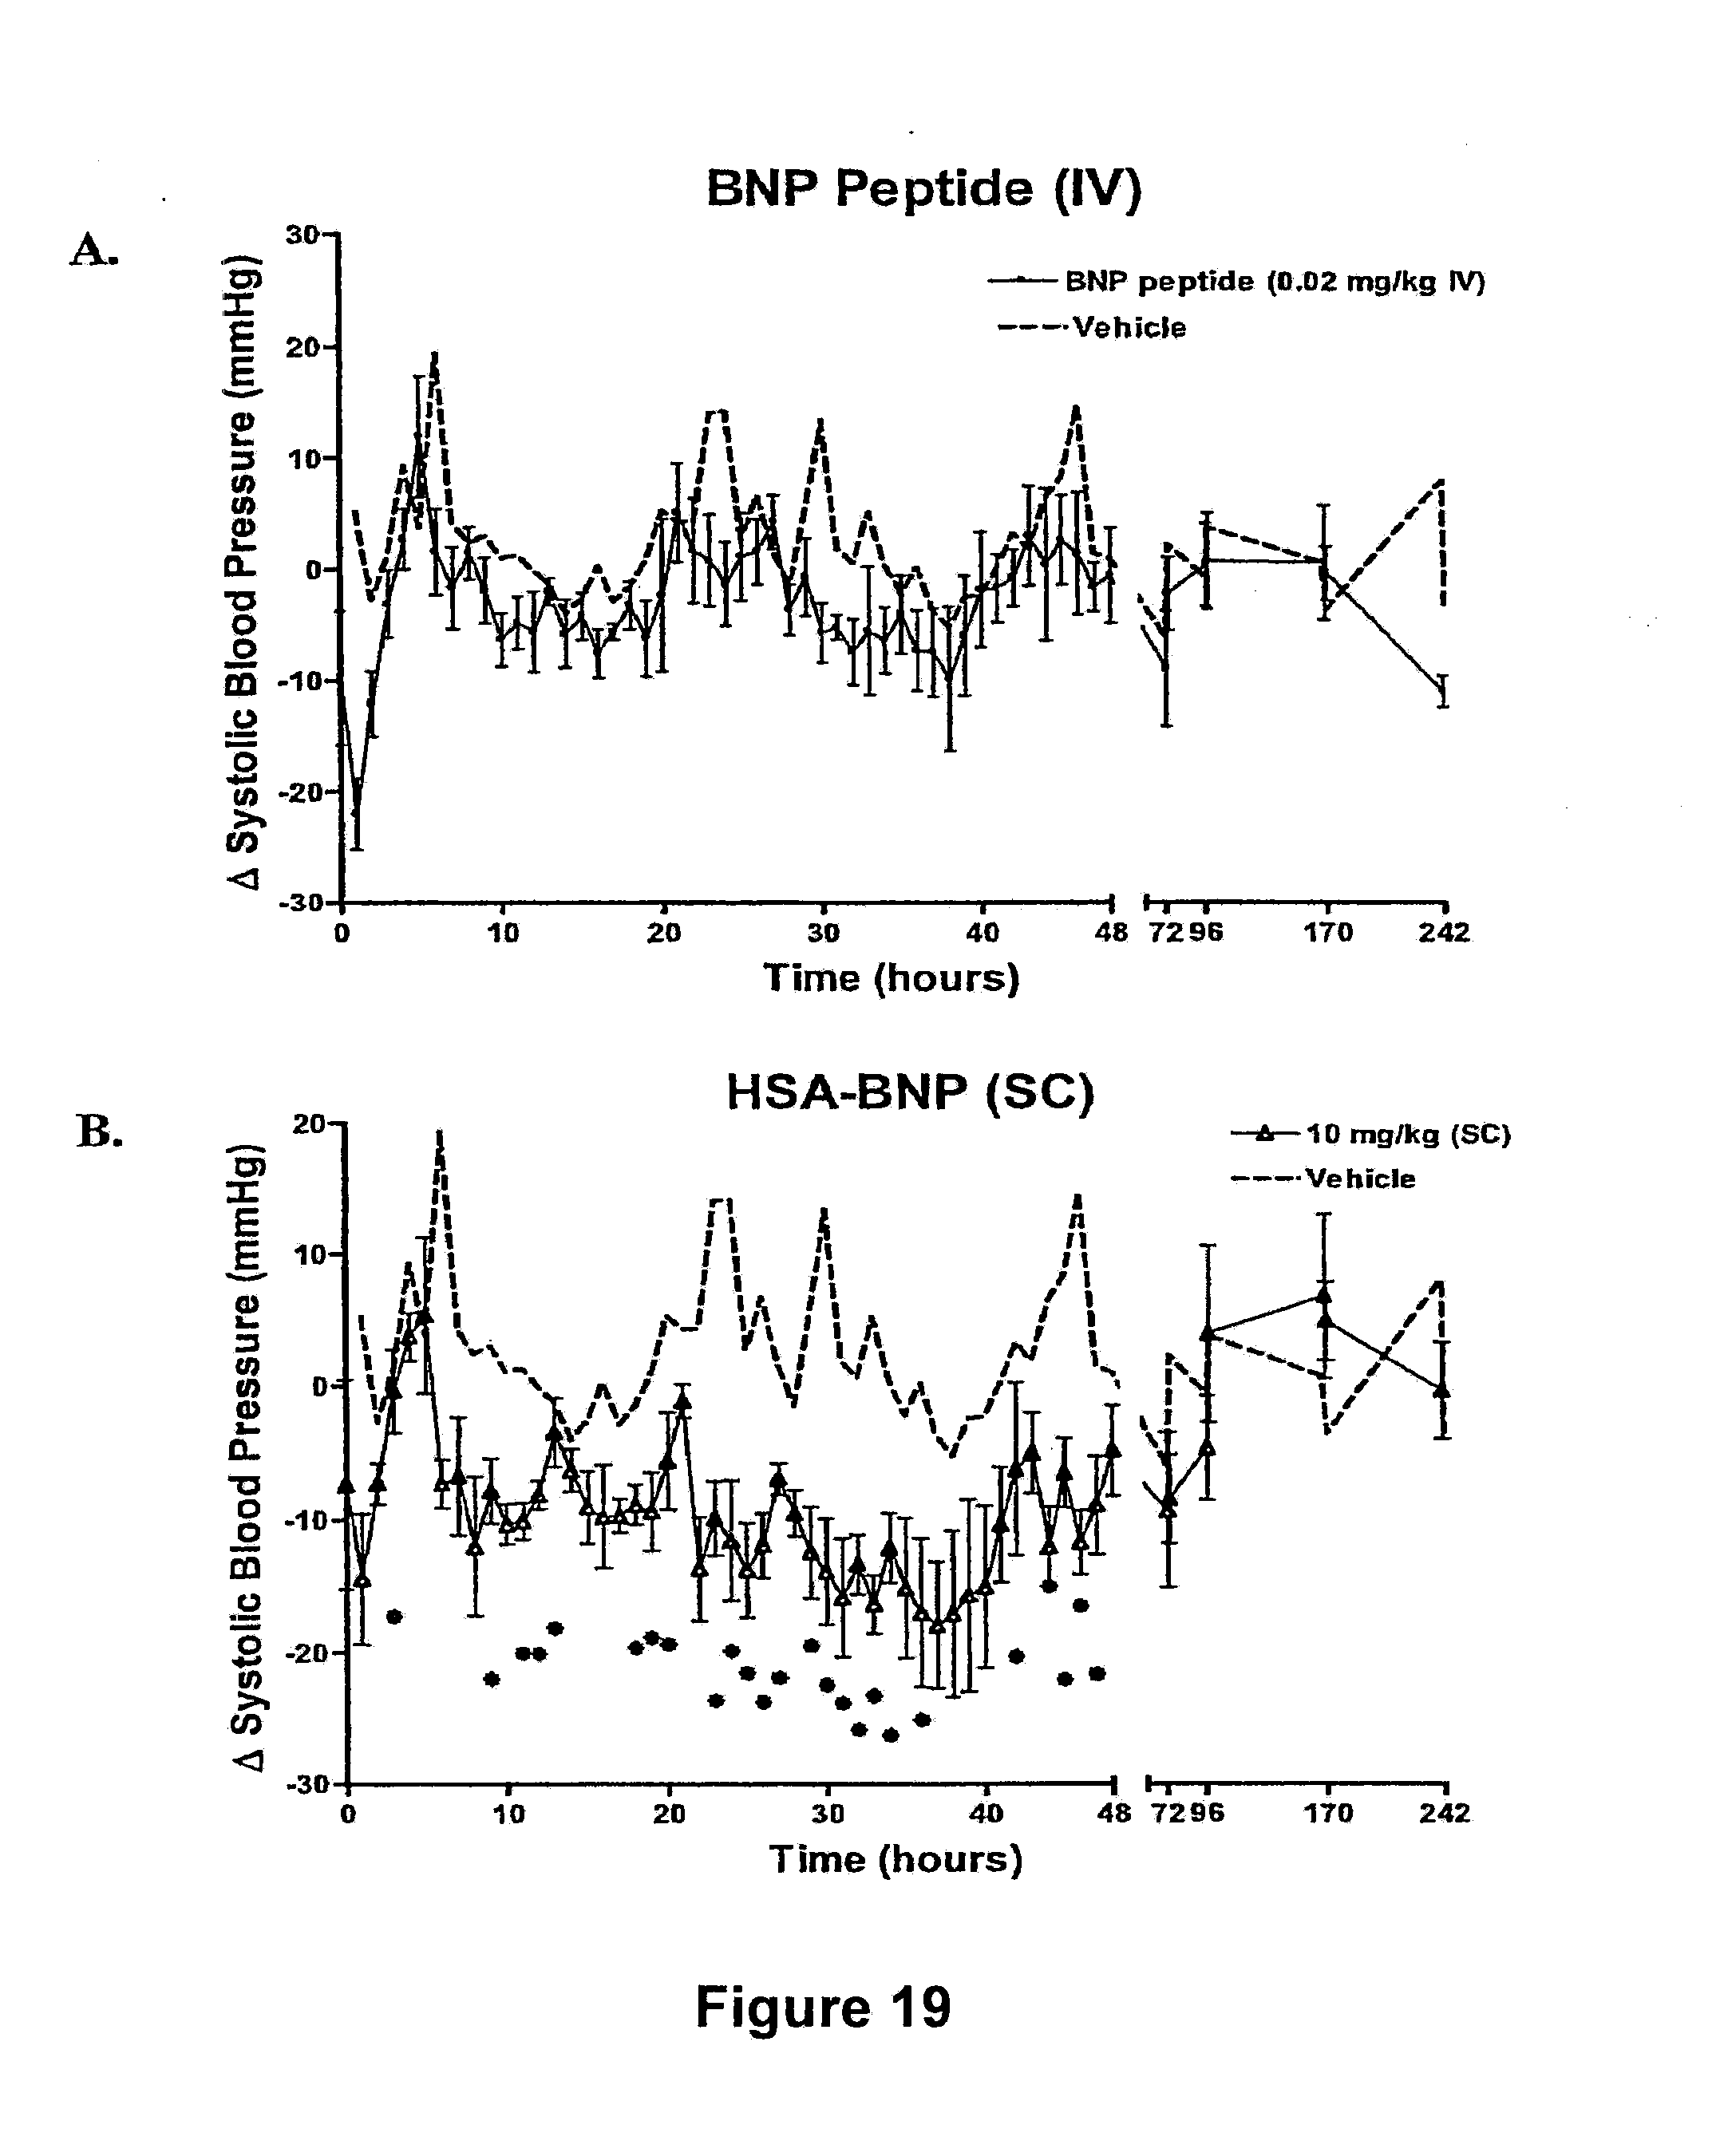 BNP Peptide (IV)
A.
Δ Systolic Blood Pressure (mmHg)
30
20
10
0
-10
-20
-30
BNP peptide (0.02 mg/kg IV)
Vehicle
0 10 20 30 40 48 72 96 170 242
Time (hours)
HSA-BNP (SC)
B.
Δ Systolic Blood Pressure (mmHg)
20
10
0
-10
-20
-30
10 mg/kg (SC)
Vehicle
0 10 20 30 40 48 72 96 170 242
Time (hours)
Figure 19